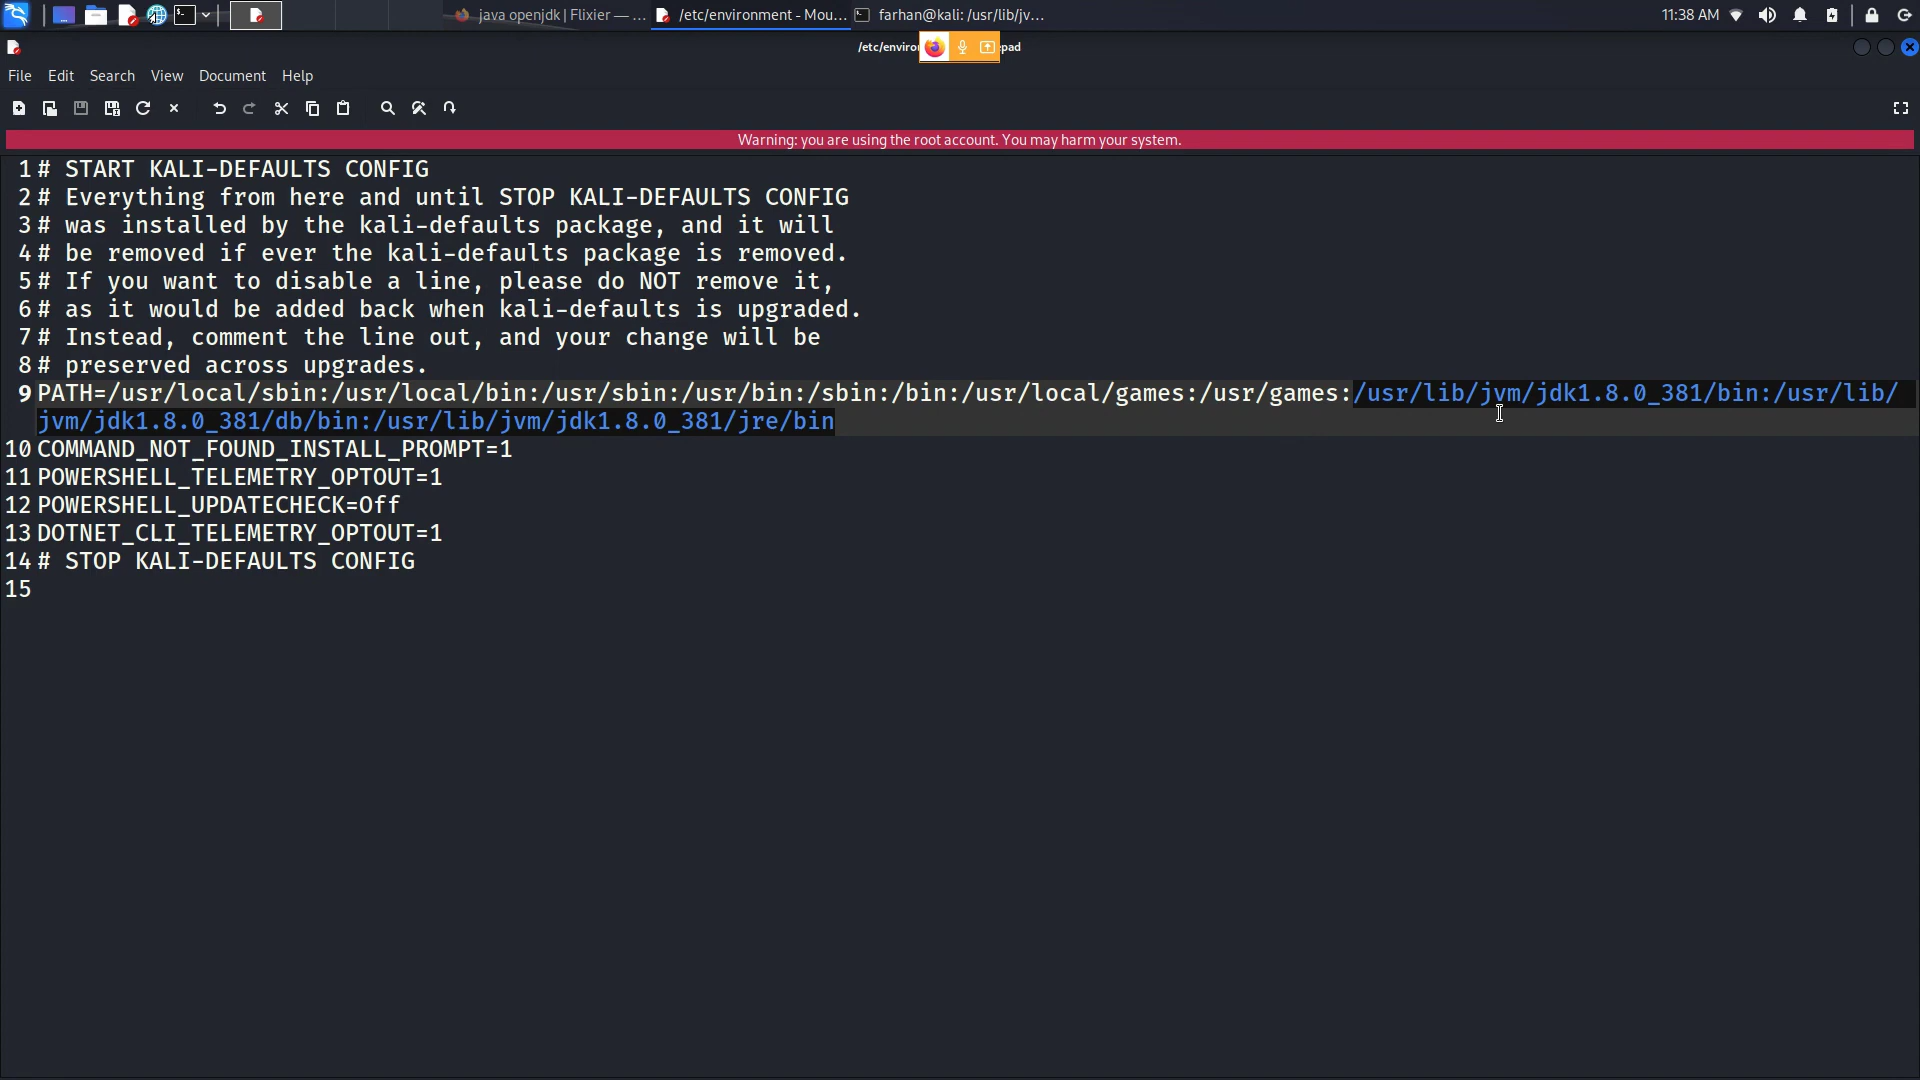 java openjdk | Flixier — ...
/etc/environment - Mou...
farhan@kali: /usr/lib/jv...
11:38 AM
/etc/enviro
pad
File Edit Search View Document Help
Warning: you are using the root account. You may harm your system.
1 # START KALI-DEFAULTS CONFIG
2 # Everything from here and until STOP KALI-DEFAULTS CONFIG
3 # was installed by the kali-defaults package, and it will
4 # be removed if ever the kali-defaults package is removed.
5 # If you want to disable a line, please do NOT remove it,
6 # as it would be added back when kali-defaults is upgraded.
7 # Instead, comment the line out, and your change will be
8 # preserved across upgrades.
9 PATH=/usr/local/sbin:/usr/local/bin:/usr/sbin:/usr/bin:/sbin:/bin:/usr/local/games:/usr/games:/usr/lib/jvm/jdk1.8.0_381/bin:/usr/lib/
jvm/jdk1.8.0_381/db/bin:/usr/lib/jvm/jdk1.8.0_381/jre/bin
10 COMMAND_NOT_FOUND_INSTALL_PROMPT=1
11 POWERSHELL_TELEMETRY_OPTOUT=1
12 POWERSHELL_UPDATECHECK=Off
13 DOTNET_CLI_TELEMETRY_OPTOUT=1
14 # STOP KALI-DEFAULTS CONFIG
15